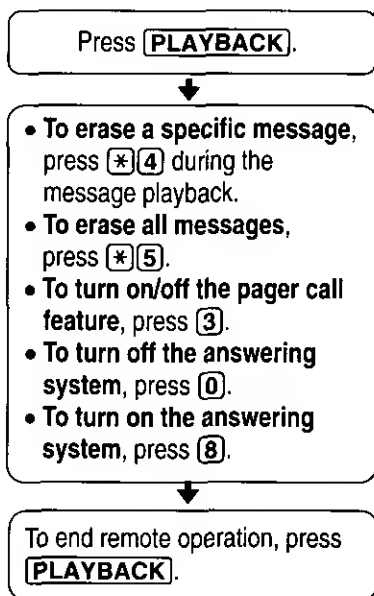 Press [PLAYBACK].
• To erase a specific message,
press [*][4] during the
message playback.
• To erase all messages,
press [*][5].
• To turn on/off the pager call
feature, press [3].
• To turn off the answering
system, press [0].
• To turn on the answering
system, press [8].
To end remote operation, press
[PLAYBACK].